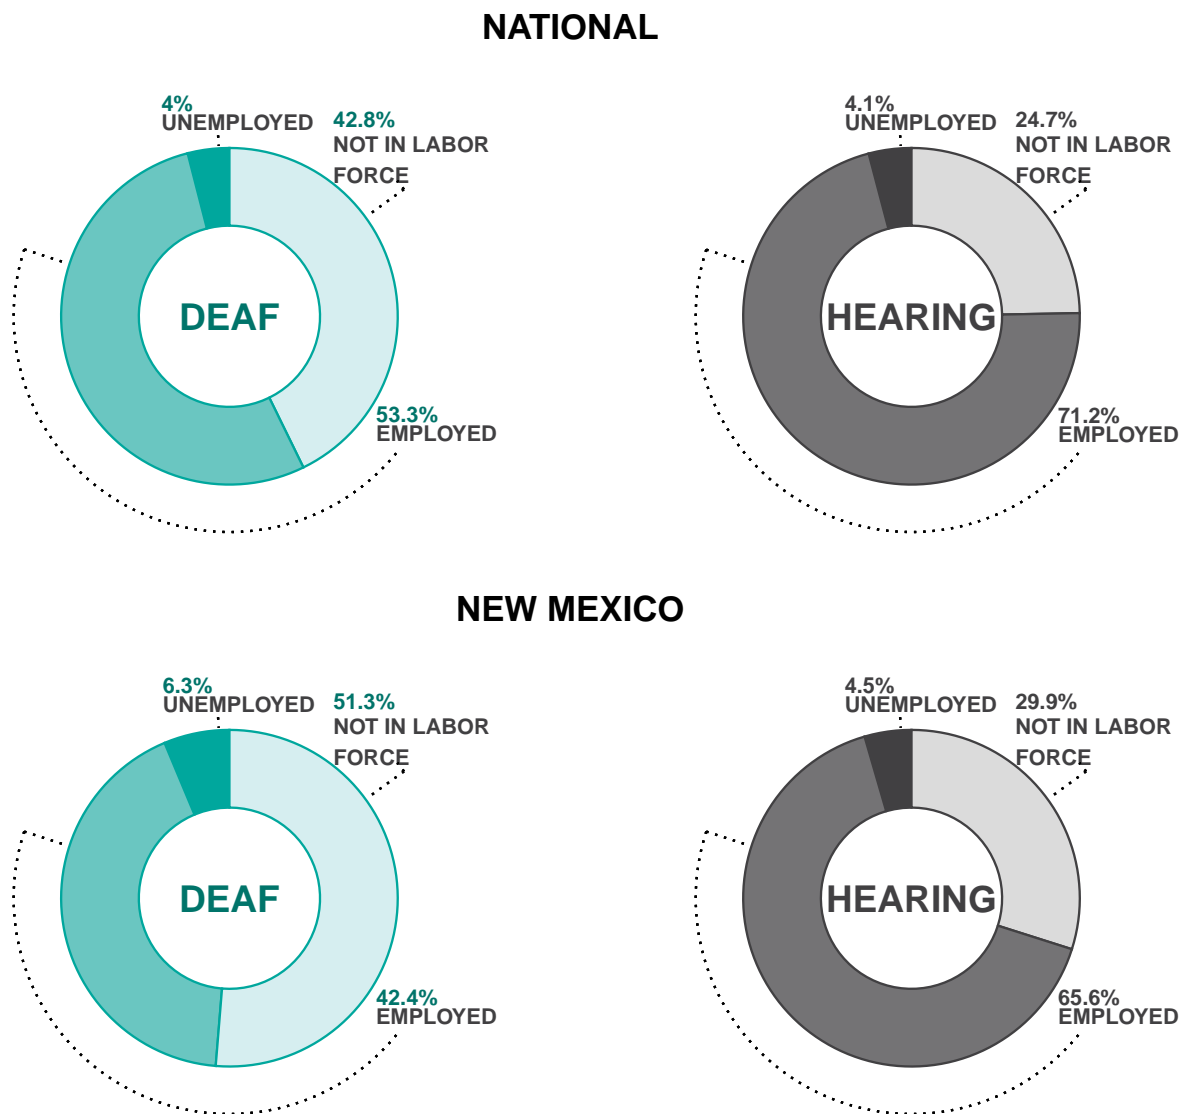 NATIONAL
4%
UNEMPLOYED
42.8%
NOT IN LABOR
FORCE
DEAF
53.3%
EMPLOYED
4.1%
UNEMPLOYED
24.7%
NOT IN LABOR
FORCE
HEARING
71.2%
EMPLOYED
NEW MEXICO
6.3%
UNEMPLOYED
51.3%
NOT IN LABOR
FORCE
DEAF
42.4%
EMPLOYED
4.5%
UNEMPLOYED
29.9%
NOT IN LABOR
FORCE
HEARING
65.6%
EMPLOYED